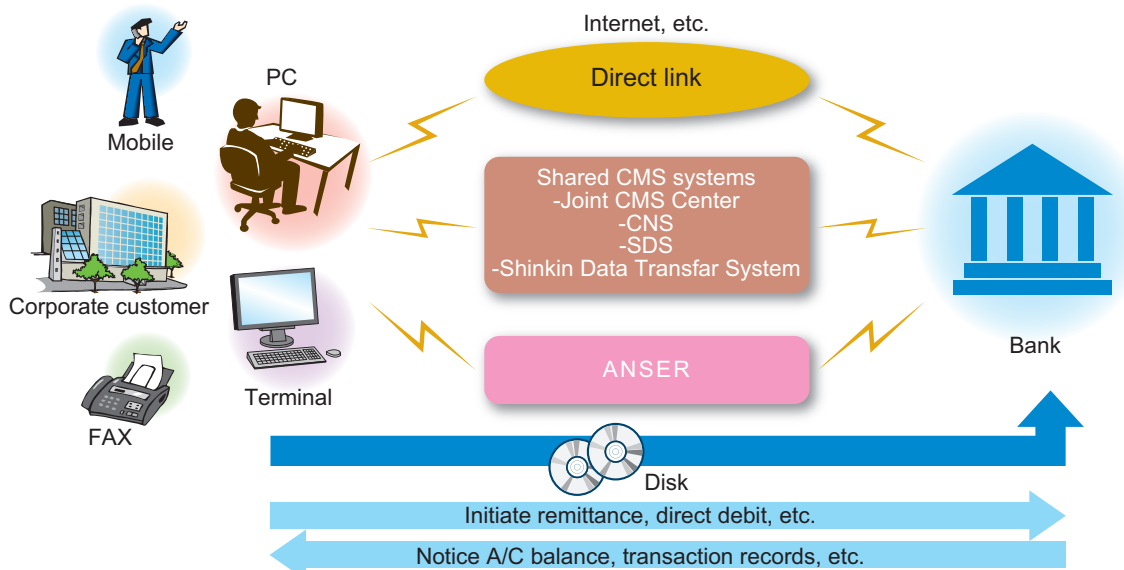 Internet, etc.
Direct link
PC
Mobile
Shared CMS systems
-Joint CMS Center
-CNS
-SDS
-Shinkin Data Transfar System
Corporate customer
Bank
ANSER
Terminal
FAX
Disk
Initiate remittance, direct debit, etc.
Notice A/C balance, transaction records, etc.